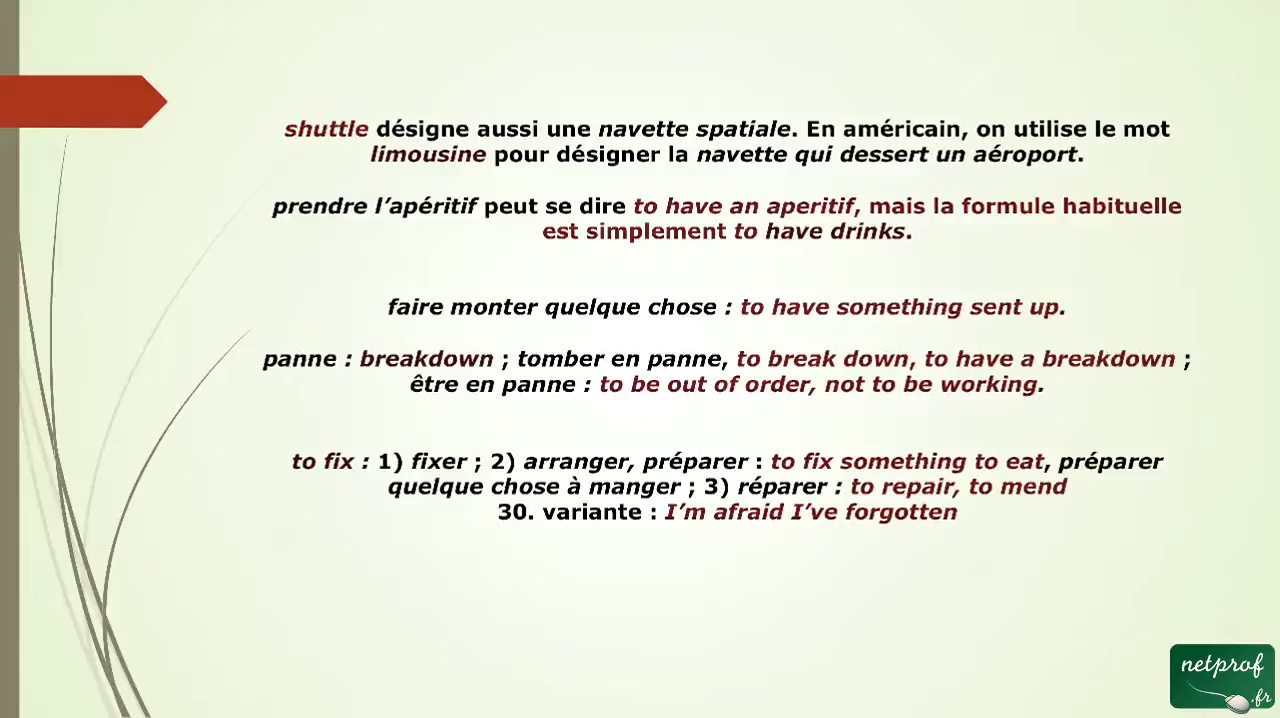 shuttle désigne aussi une navette spatiale. En américain, on utilise le mot
limousine pour désigner la navette qui dessert un aéroport.
prendre l’apéritif peut se dire to have an aperitif, mais la formule habituelle
est simplement to have drinks.
faire monter quelque chose : to have something sent up.
panne : breakdown ; tomber en panne, to break down, to have a breakdown ;
être en panne : to be out of order, not to be working.
to fix : 1) fixer ; 2) arranger, préparer : to fix something to eat, préparer
quelque chose à manger ; 3) réparer : to repair, to mend
30. variante : I’m afraid I’ve forgotten
netprof
.fr